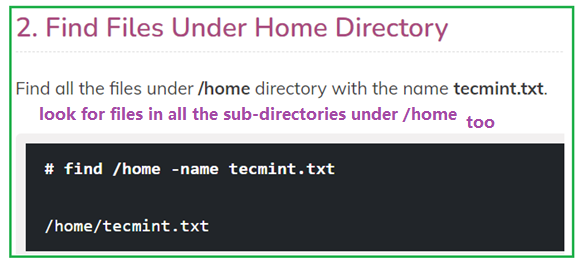 2. Find Files Under Home Directory
Find all the files under /home directory with the name tecmint.txt.
look for files in all the sub-directories under /home too
# find /home -name tecmint.txt
/home/tecmint.txt